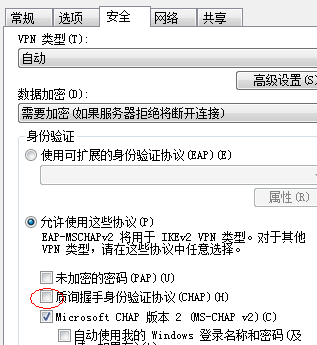 常规 选项 安全 网络 共享
VPN 类型(T):
自动
高级设置(S)
数据加密(D):
需要加密(如果服务器拒绝将断开连接)
身份验证
使用可扩展的身份验证协议(EAP)(E)
属性(R)
允许使用这些协议(P)
EAP-MSCHAPv2 将用于 IKEv2 VPN 类型。对于其他
VPN 类型，请在这些协议中任意选择。
未加密的密码(PAP)(U)
质询握手身份验证协议(CHAP)(H)
Microsoft CHAP 版本 2 (MS-CHAP v2)(C)
自动使用我的 Windows 登录名称和密码(及